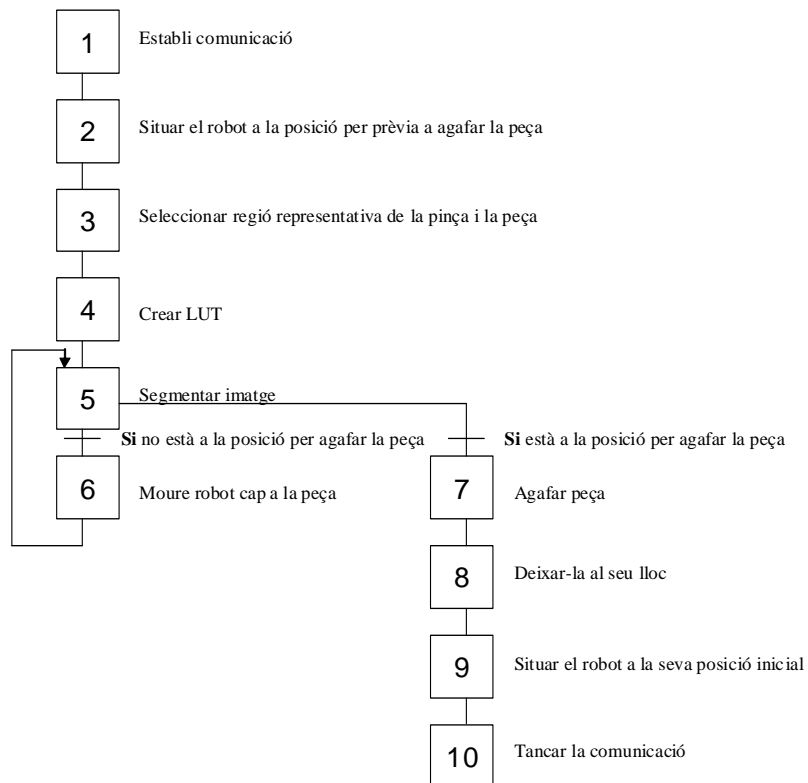 1 Establi comunicació
2 Situar el robot a la posició per prèvia a agafar la peça
3 Seleccionar regió representativa de la pinça i la peça
4 Crear LUT
5 Segmentar imatge
Si no està a la posició per agafar la peça
Si està a la posició per agafar la peça
6 Moure robot cap a la peça
7 Agafar peça
8 Deixar-la al seu lloc
9 Situar el robot a la seva posició inicial
10 Tancar la comunicació